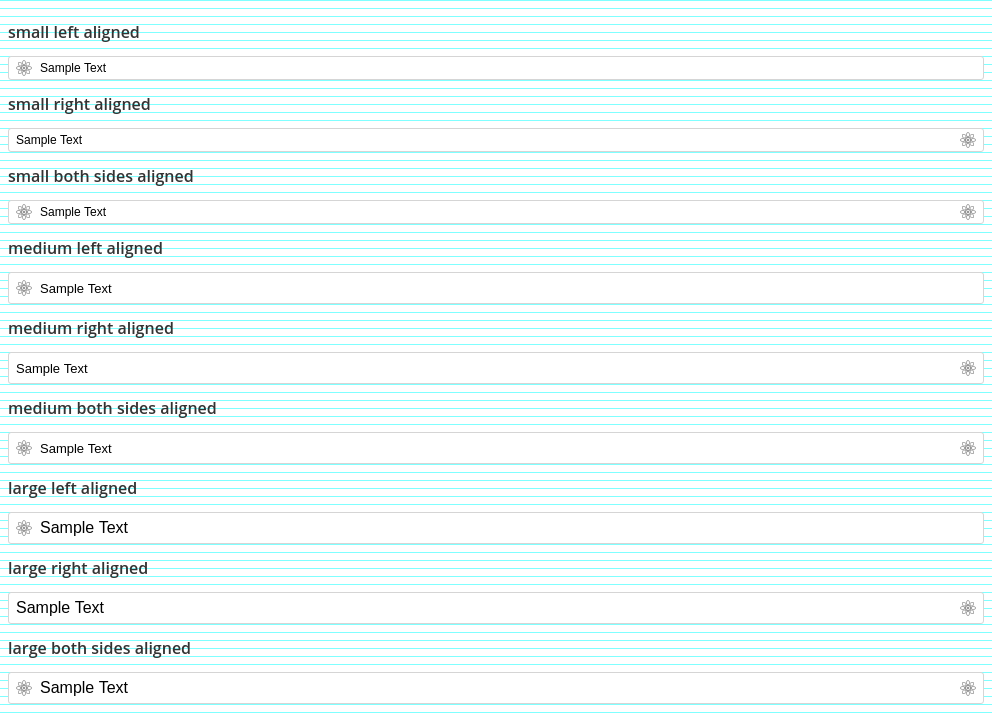 small left aligned
Sample Text
small right aligned
Sample Text
small both sides aligned
Sample Text
medium left aligned
Sample Text
medium right aligned
Sample Text
medium both sides aligned
Sample Text
large left aligned
Sample Text
large right aligned
Sample Text
large both sides aligned
Sample Text